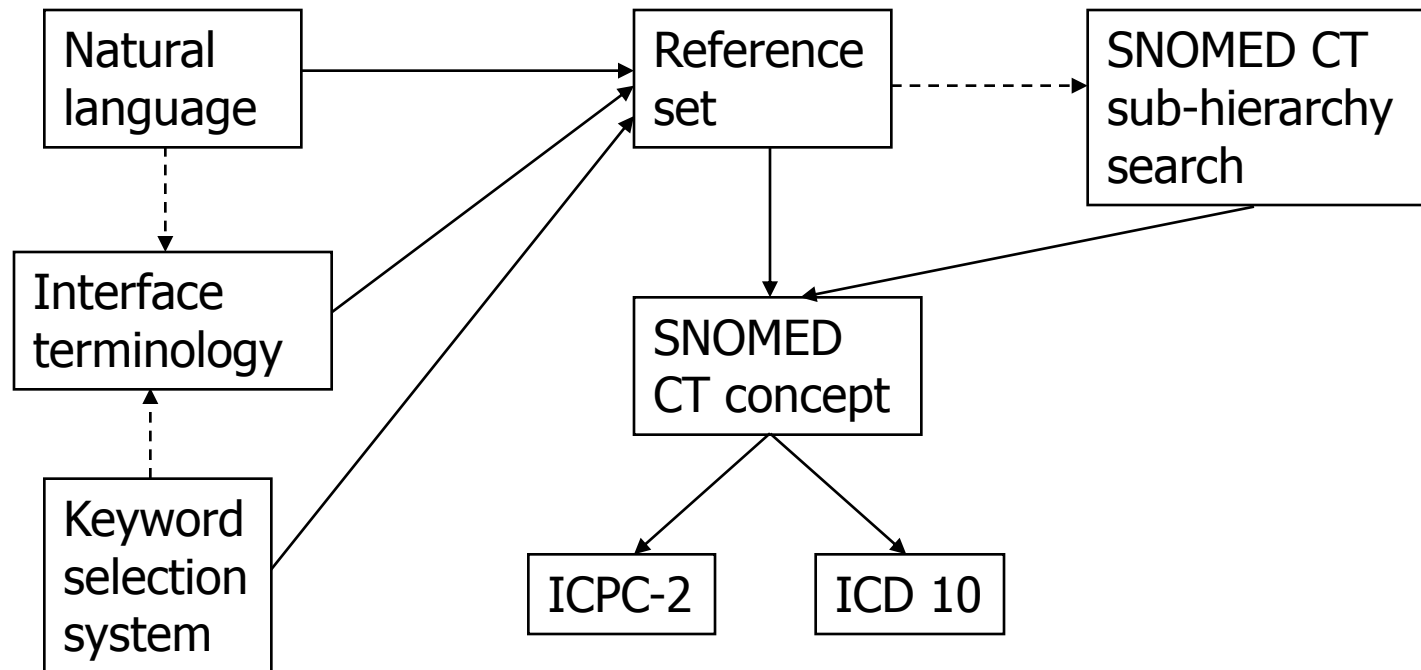 Natural
language
Reference
set
SNOMED CT
sub-hierarchy
search
Interface
terminology
SNOMED
CT concept
Keyword
selection
system
ICPC-2
ICD 10